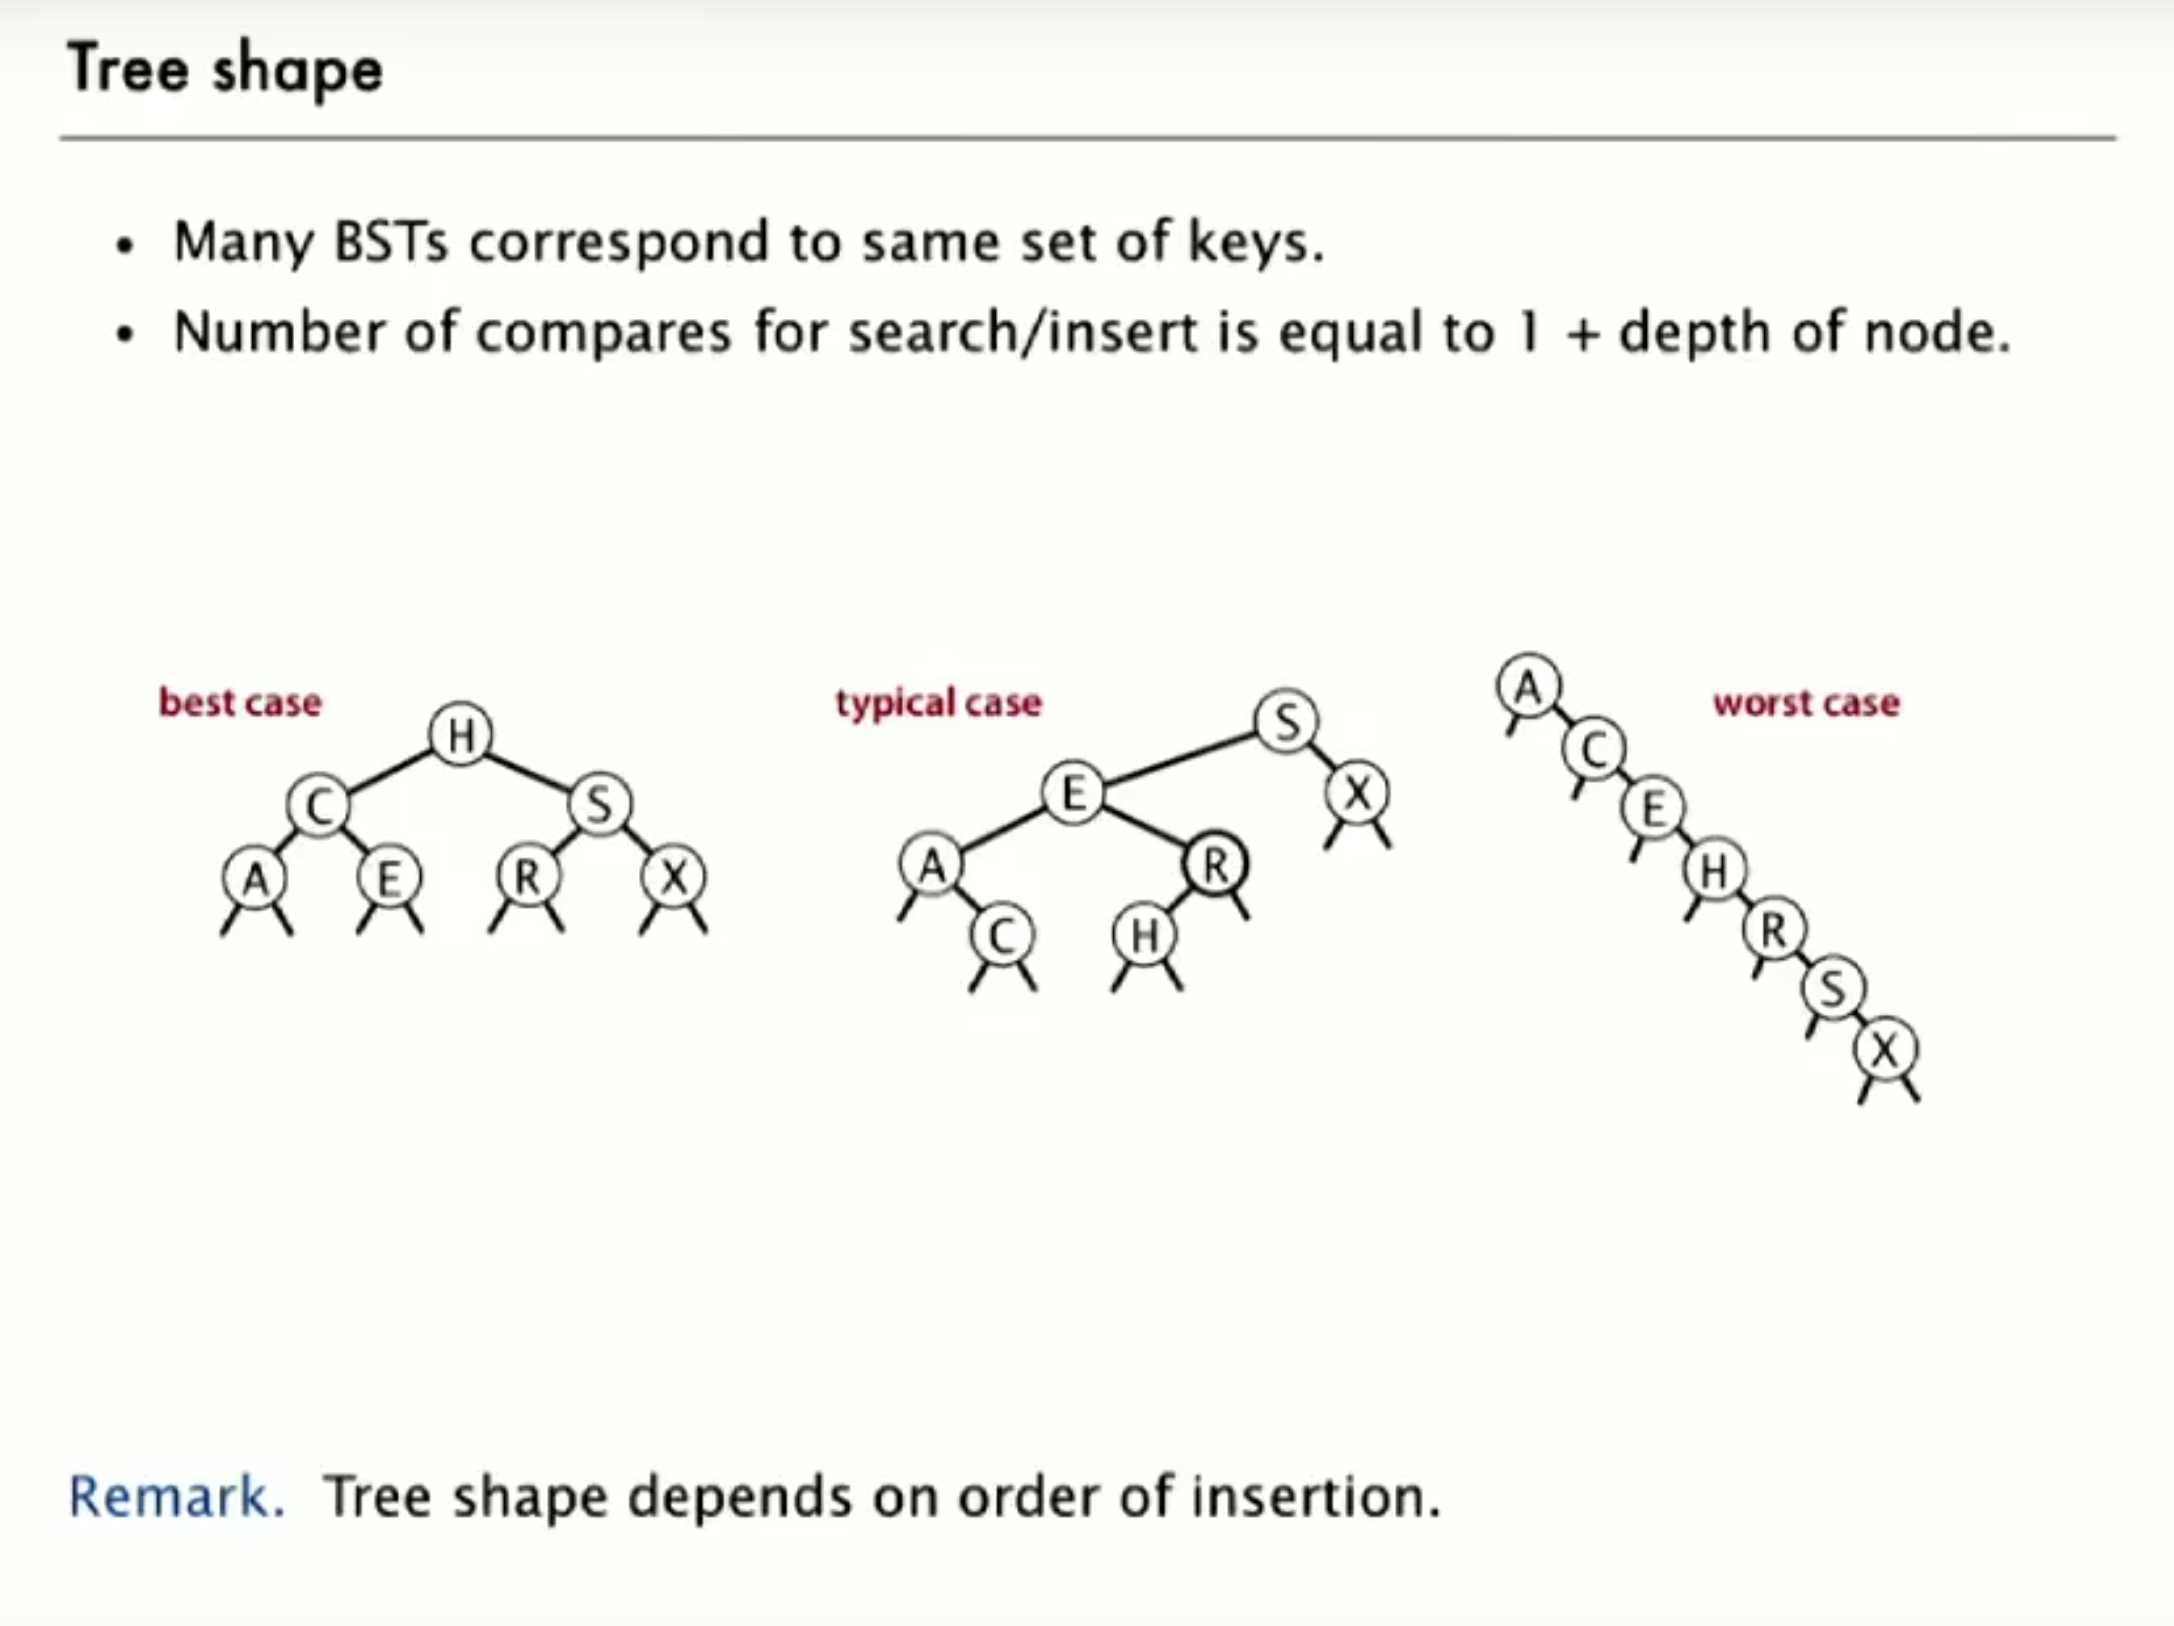 Tree shape
• Many BSTs correspond to same set of keys.
• Number of compares for search/insert is equal to 1 + depth of node.
best case
H
C S
A E R X
typical case
S
E X
A R
C H
worst case
A
C
E
H
R
S
X
Remark. Tree shape depends on order of insertion.